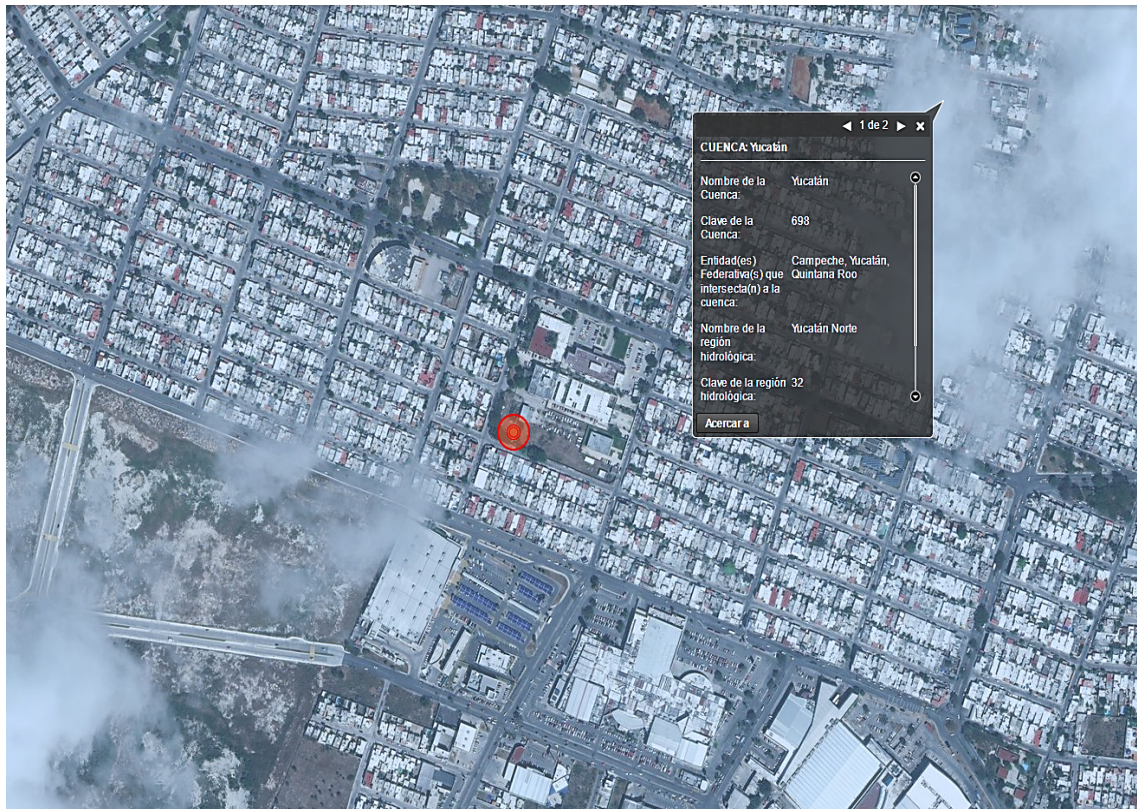 1 de 2
CUENCA: Yucatán
Nombre de la Yucatán
Cuenca:
Clave de la 698
Cuenca:
Entidad(es) Campeche, Yucatán,
Federativa(s) que Quintana Roo
intersecta(n) a la
cuenca:
Nombre de la Yucatán Norte
región
hidrológica:
Clave de la región 32
hidrológica:
Acercar a